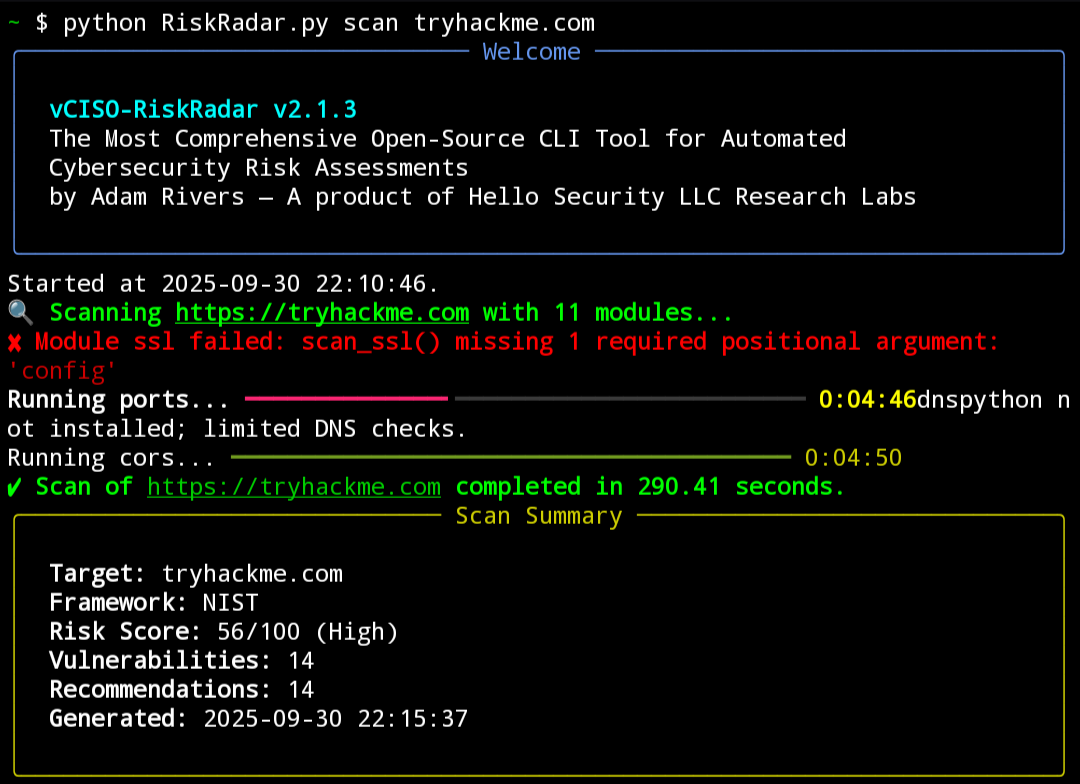 ~ $ python RiskRadar.py scan tryhackme.com
Welcome
vCISO-RiskRadar v2.1.3
The Most Comprehensive Open-Source CLI Tool for Automated
Cybersecurity Risk Assessments
by Adam Rivers — A product of Hello Security LLC Research Labs
Started at 2025-09-30 22:10:46.
🔍 Scanning https://tryhackme.com with 11 modules...
✘ Module ssl failed: scan_ssl() missing 1 required positional argument:
'config'
Running ports... 0:04:46dnspython n
ot installed; limited DNS checks.
Running cors... 0:04:50
✔ Scan of https://tryhackme.com completed in 290.41 seconds.
Scan Summary
Target: tryhackme.com
Framework: NIST
Risk Score: 56/100 (High)
Vulnerabilities: 14
Recommendations: 14
Generated: 2025-09-30 22:15:37